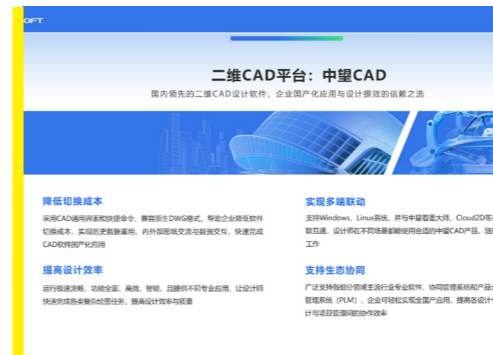 OFT
二维CAD平台：中望CAD
国内领先的二维CAD设计软件，企业国产化应用与设计提效的信赖之选
降低切换成本
采用CAD通用界面和快捷命令、兼容原生DWG格式，帮助企业降低软件
切换成本，实现历史数据重用、内外部图纸交流与数据交互，快速完成
CAD软件国产化应用
提高设计效率
运行极速流畅、功能全面、高效、智能，且提供不同专业应用，让设计师
快速完成各类复杂绘图任务，提高设计效率与质量
实现多端联动
支持Windows、Linux系统，并与中望看图大师、Cloud2D等
联互通，设计师在不同场景都能使用合适的中望CAD产品，随
工作
支持生态协同
广泛支持各细分领域主流行业专业软件、协同管理系统和产品
管理系统（PLM），企业可轻松实现全国产应用，提高各设计
计与项目管理间的协作效率